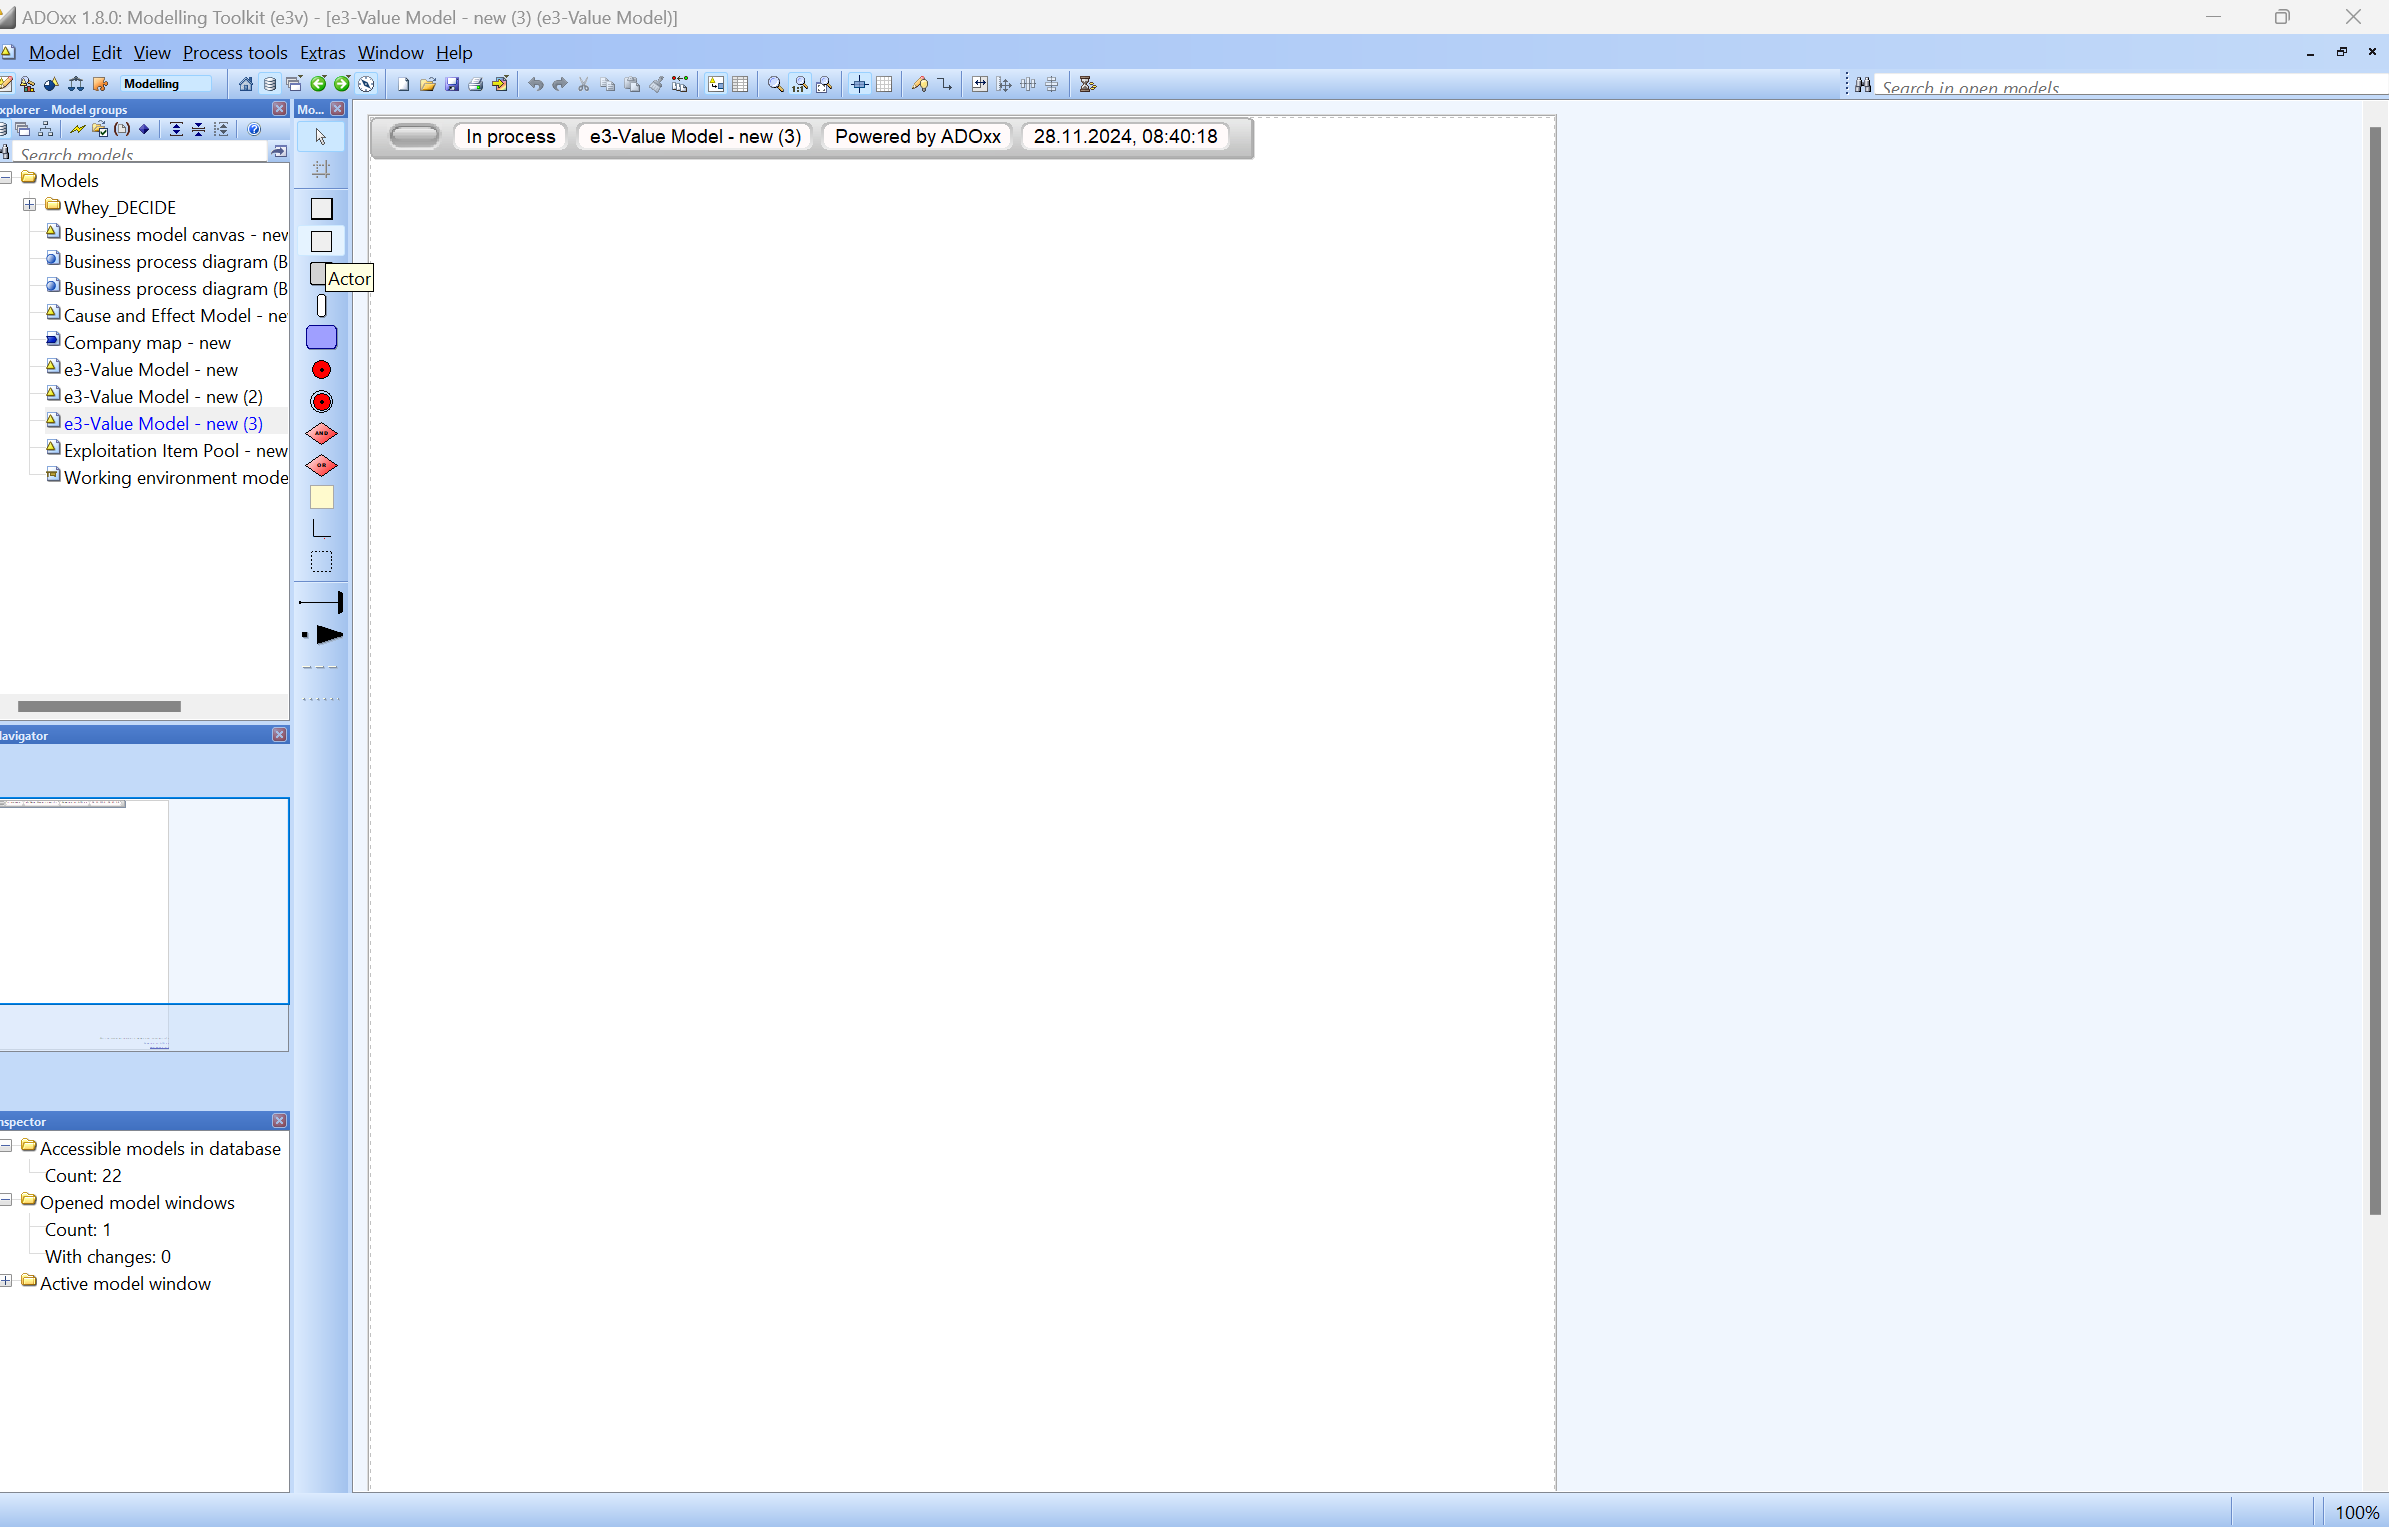 ADOxx 1.8.0: Modelling Toolkit (e3v) - [e3-Value Model - new (3) (e3-Value Model)]
Model Edit View Process tools Extras Window Help
Modelling
Search in open models
xplorer - Model groups
Mo...
In process
e3-Value Model - new (3)
Powered by ADOxx
28.11.2024, 08:40:18
Search models
Models
Whey_DECIDE
Business model canvas - new
Business process diagram (B
Business process diagram (B
Cause and Effect Model - ne
Company map - new
e3-Value Model - new
e3-Value Model - new (2)
e3-Value Model - new (3)
Exploitation Item Pool - new
Working environment mode
Actor
AND
OR
lavigator
nspector
Accessible models in database
Count: 22
Opened model windows
Count: 1
With changes: 0
Active model window
100%